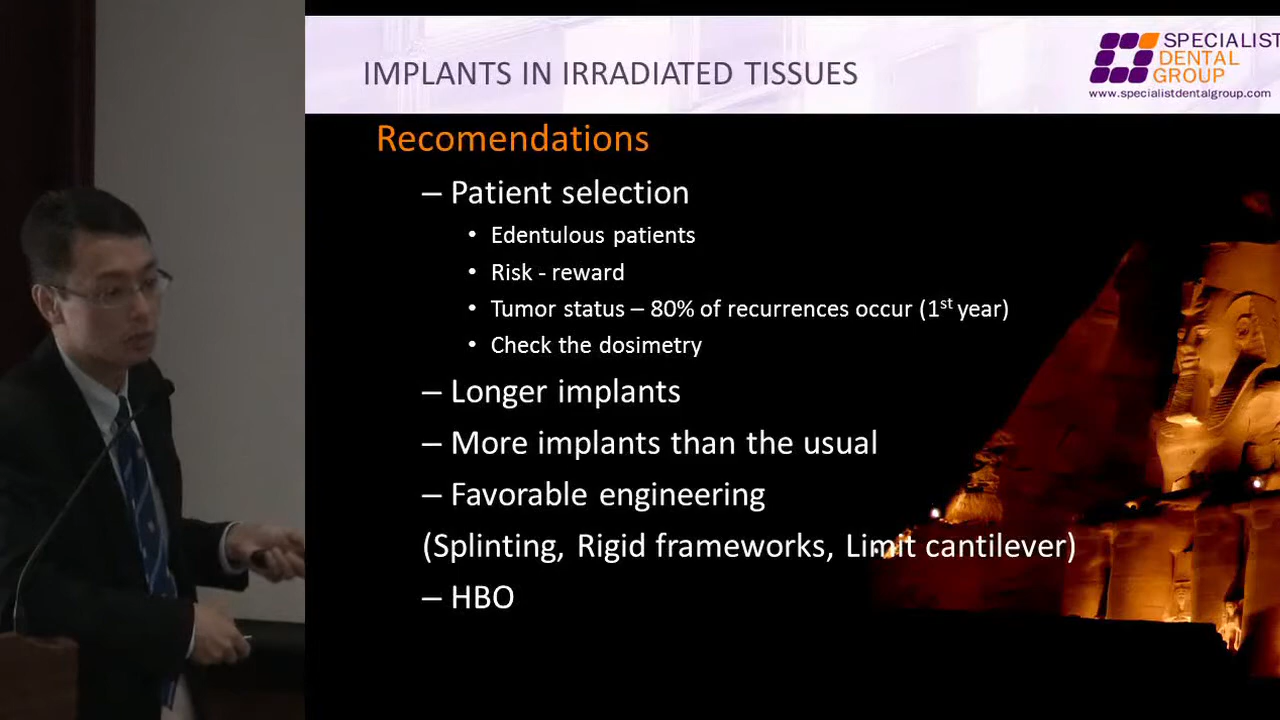 IMPLANTS IN IRRADIATED TISSUES
SPECIALIST
DENTAL
GROUP
www.specialistdentalgroup.com
Recomendations
– Patient selection
• Edentulous patients
• Risk - reward
• Tumor status – 80% of recurrences occur (1st year)
• Check the dosimetry
– Longer implants
– More implants than the usual
– Favorable engineering
(Splinting, Rigid frameworks, Limit cantilever)
– HBO